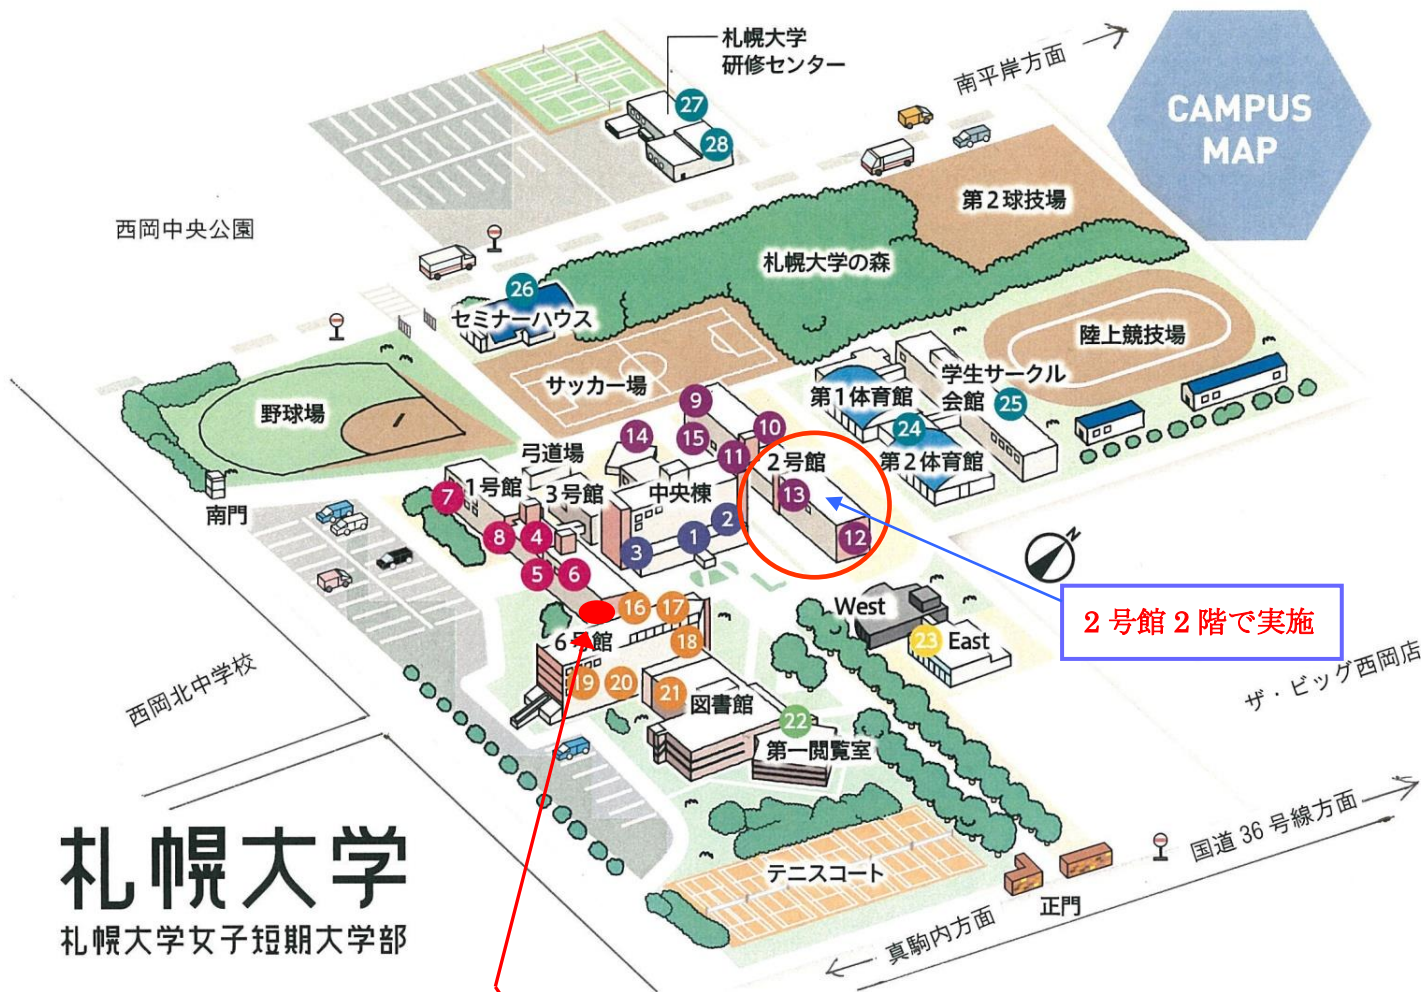 札幌大学
研修センター
南平岸方面
CAMPUS
MAP
27
28
第2球技場
西岡中央公園
札幌大学の森
26
セミナーハウス
陸上競技場
サッカー場
学生サークル
会館
25
第1体育館
24
第2体育館
野球場
9
10
14
15
11
弓道場
2号館
13
12
1号館
3号館
中央棟
7
南門
8
4
2
1
3
5
6
N
16
17
West
2号館2階で実施
6号館
18
23
East
19
20
21
図書館
22
第一閲覧室
西岡北中学校
ザ・ビッグ西岡店
国道36号線方面
テニスコート
正門
真駒内方面
札幌大学
札幌大学女子短期大学部